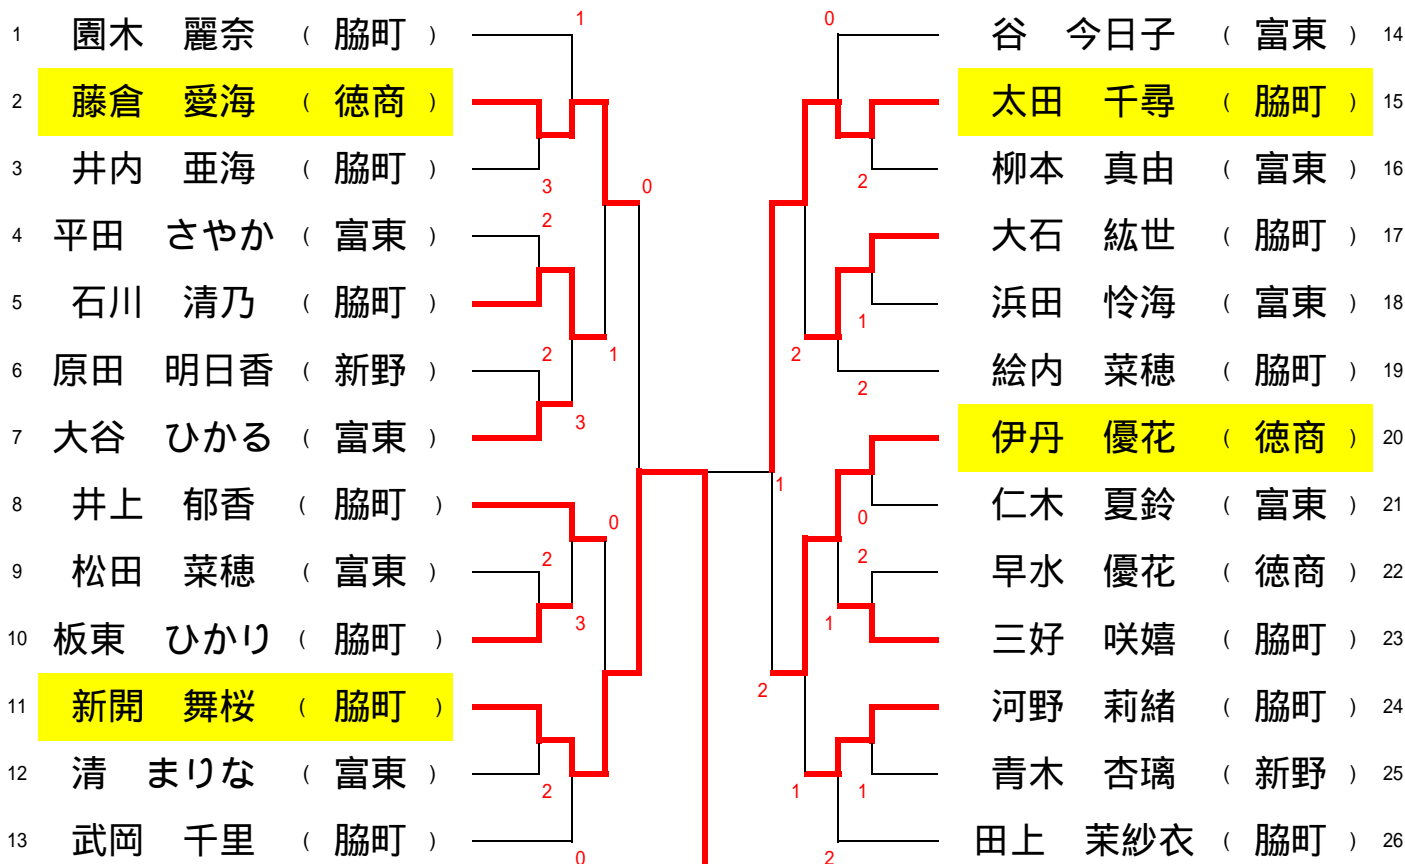 1 園木 麗奈 ( 脇町 )
2 藤倉 愛海 ( 徳商 )
3 井内 亜海 ( 脇町 )
4 平田 さやか ( 富東 )
5 石川 清乃 ( 脇町 )
6 原田 明日香 ( 新野 )
7 大谷 ひかる ( 富東 )
8 井上 郁香 ( 脇町 )
9 松田 菜穂 ( 富東 )
10 板東 ひかり ( 脇町 )
11 新開 舞桜 ( 脇町 )
12 清 まりな ( 富東 )
13 武岡 千里 ( 脇町 )
1
3
0
2
2
1
3
0
2
3
2
0
0
2
1
2
2
1
0
2
1
2
1
1
2
谷 今日子 ( 富東 ) 14
太田 千尋 ( 脇町 ) 15
柳本 真由 ( 富東 ) 16
大石 紘世 ( 脇町 ) 17
浜田 怜海 ( 富東 ) 18
絵内 菜穂 ( 脇町 ) 19
伊丹 優花 ( 徳商 ) 20
仁木 夏鈴 ( 富東 ) 21
早水 優花 ( 徳商 ) 22
三好 咲嬉 ( 脇町 ) 23
河野 莉緒 ( 脇町 ) 24
青木 杏璃 ( 新野 ) 25
田上 茉紗衣 ( 脇町 ) 26